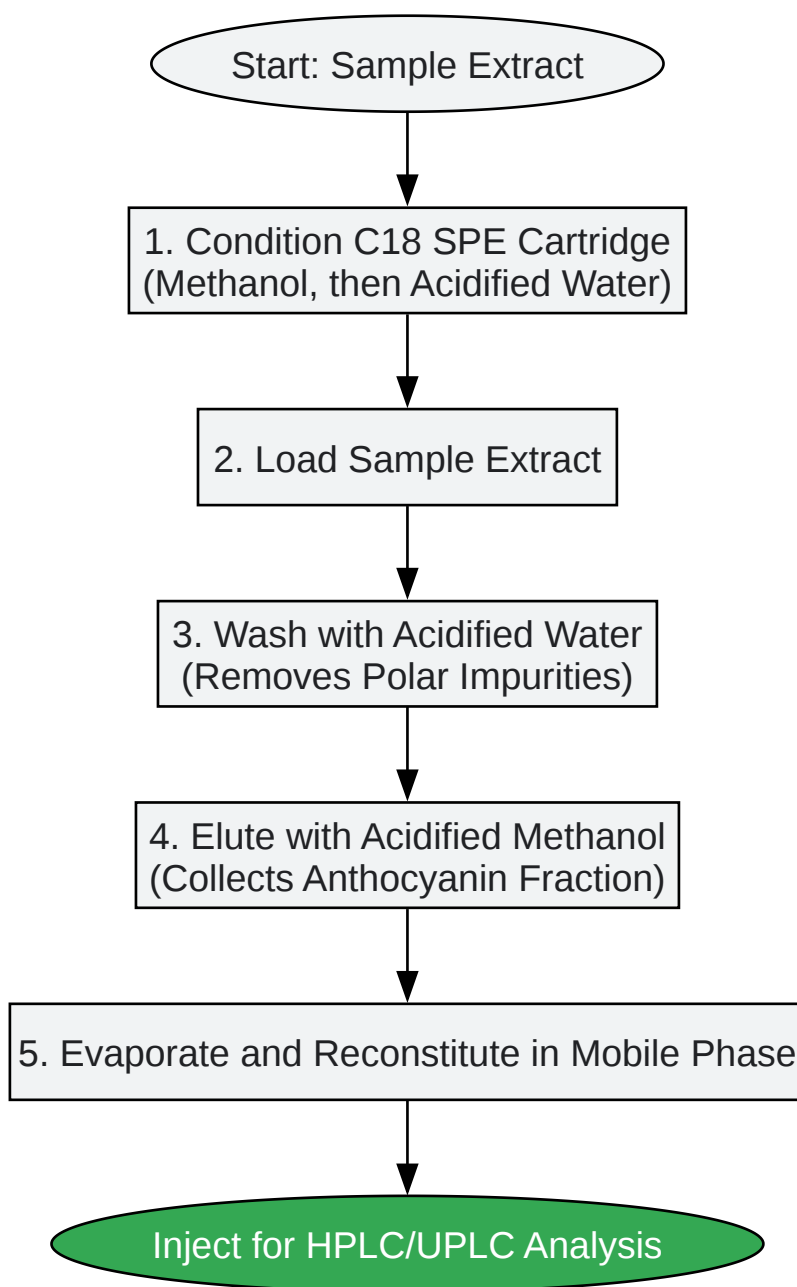 Start: Sample Extract
1. Condition C18 SPE Cartridge
(Methanol, then Acidified Water)
2. Load Sample Extract
3. Wash with Acidified Water
(Removes Polar Impurities)
4. Elute with Acidified Methanol
(Collects Anthocyanin Fraction)
5. Evaporate and Reconstitute in Mobile Phase
Inject for HPLC/UPLC Analysis